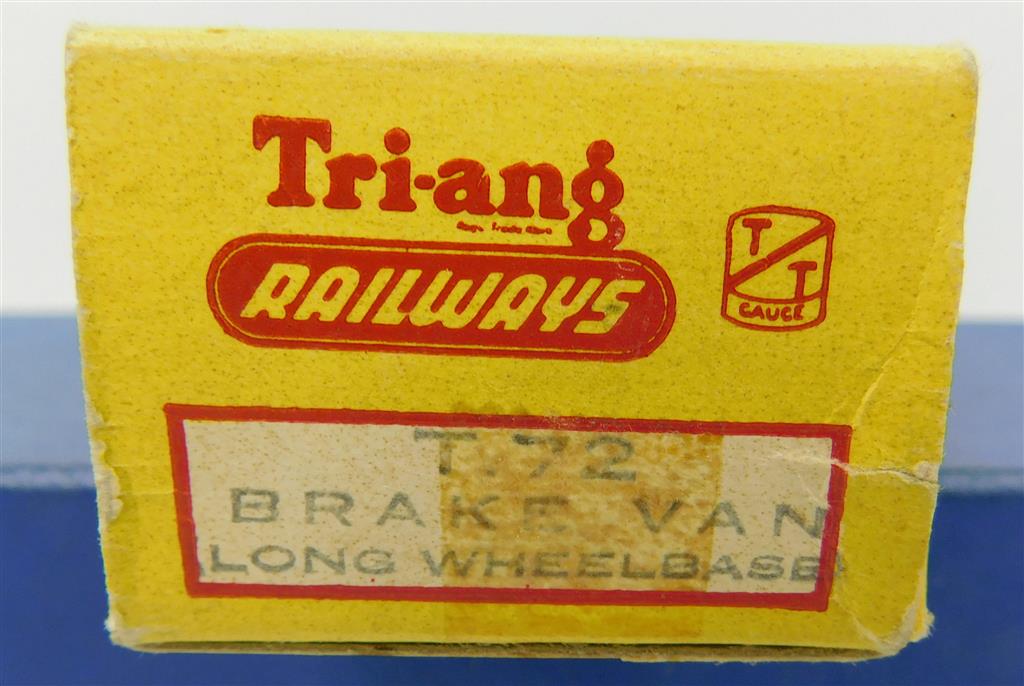 Tri-ang
RAILWAYS
T T
GAUGE
T.72
BRAKE VAN
(LONG WHEELBASE)